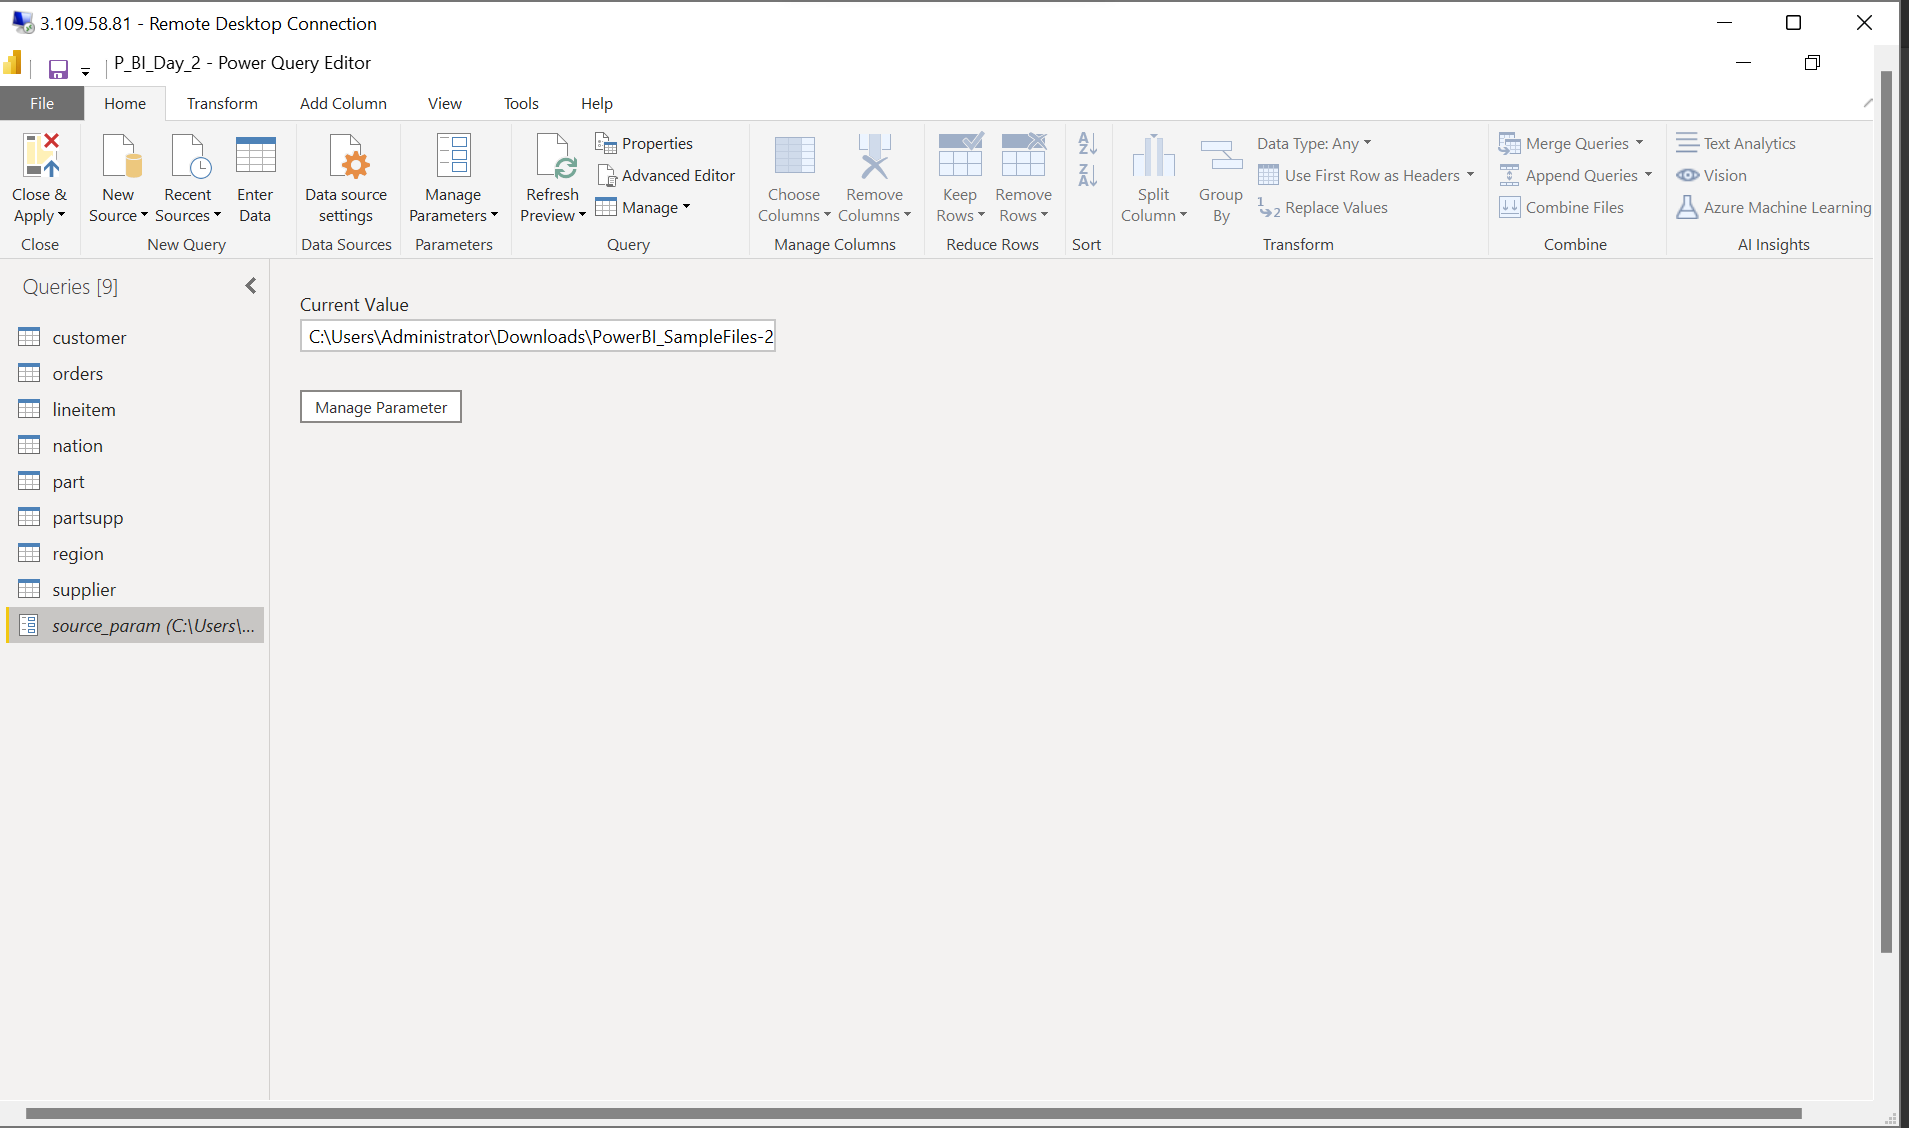 3.109.58.81 - Remote Desktop Connection
P_BI_Day_2 - Power Query Editor
File Home Transform Add Column View Tools Help
Close & Apply
Close
New Source
Recent Sources
Enter Data
New Query
Data source settings
Data Sources
Manage Parameters
Parameters
Refresh Preview
Properties
Advanced Editor
Manage
Query
Choose Columns
Remove Columns
Manage Columns
Keep Rows
Remove Rows
Reduce Rows
A Z
Z A
Sort
Split Column
Group By
Data Type: Any
Use First Row as Headers
1 2 Replace Values
Transform
Merge Queries
Append Queries
Combine Files
Combine
Text Analytics
Vision
Azure Machine Learning
AI Insights
Queries [9]
customer
orders
lineitem
nation
part
partsupp
region
supplier
source_param (C:\Users\...
Current Value
C:\Users\Administrator\Downloads\PowerBI_SampleFiles-2
Manage Parameter